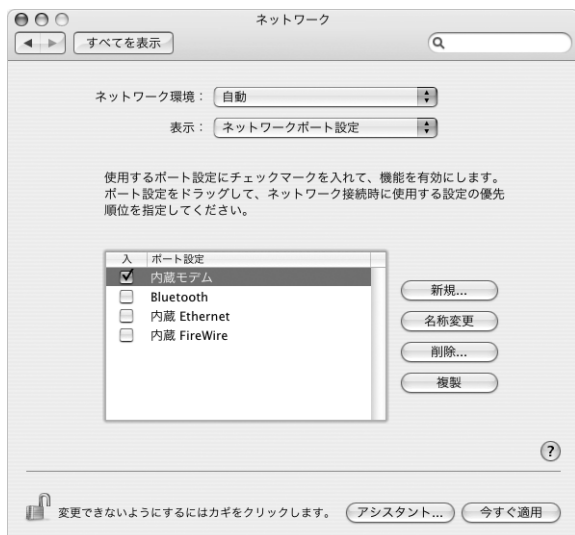 ネットワーク
すべてを表示
ネットワーク環境： 自動
表示： ネットワークポート設定
使用するポート設定にチェックマークを入れて、機能を有効にします。
ポート設定をドラッグして、ネットワーク接続時に使用する設定の優先
順位を指定してください。
入 ポート設定
内蔵モデム
Bluetooth
内蔵 Ethernet
内蔵 FireWire
新規...
名称変更
削除...
複製
?
変更できないようにするにはカギをクリックします。 アシスタント... 今すぐ適用